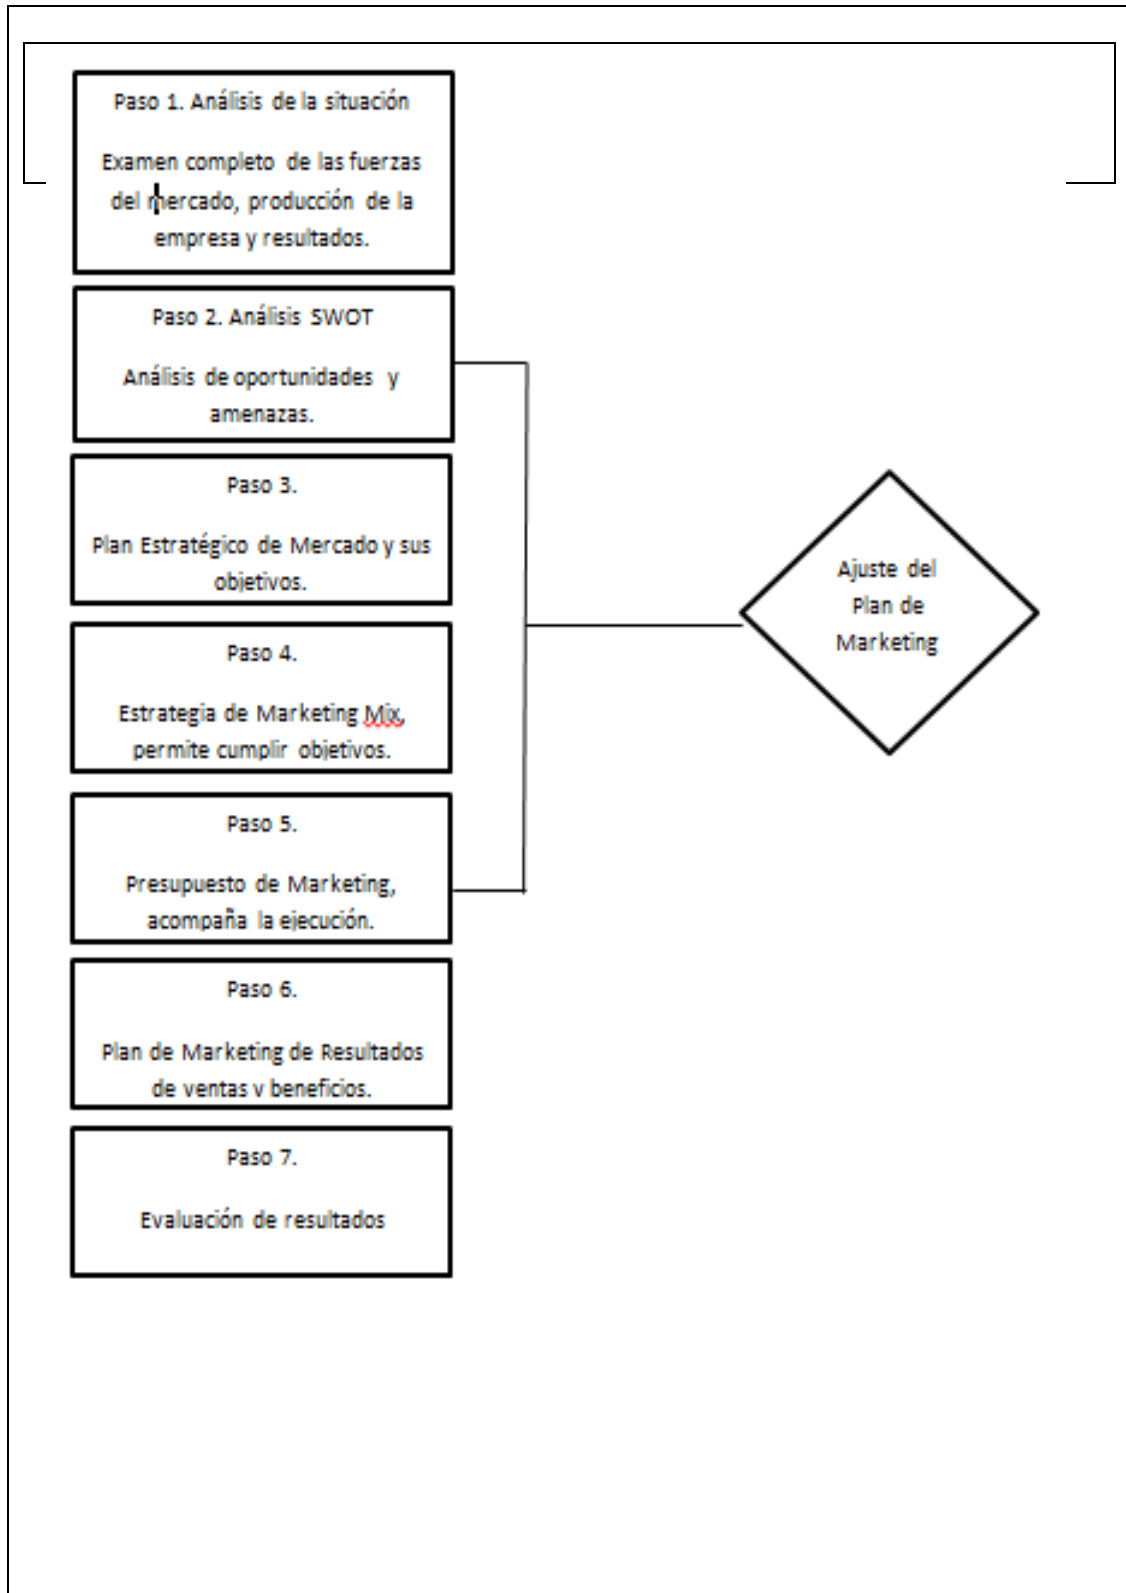 Paso 1. Análisis de la situación
Examen completo de las fuerzas
del mercado, producción de la
empresa y resultados.
Paso 2. Análisis SWOT
Análisis de oportunidades y
amenazas.
Paso 3.
Plan Estratégico de Mercado y sus
objetivos.
Paso 4.
Estrategia de Marketing Mix,
permite cumplir objetivos.
Paso 5.
Presupuesto de Marketing,
acompaña la ejecución.
Paso 6.
Plan de Marketing de Resultados
de ventas y beneficios.
Paso 7.
Evaluación de resultados
Ajuste del
Plan de
Marketing